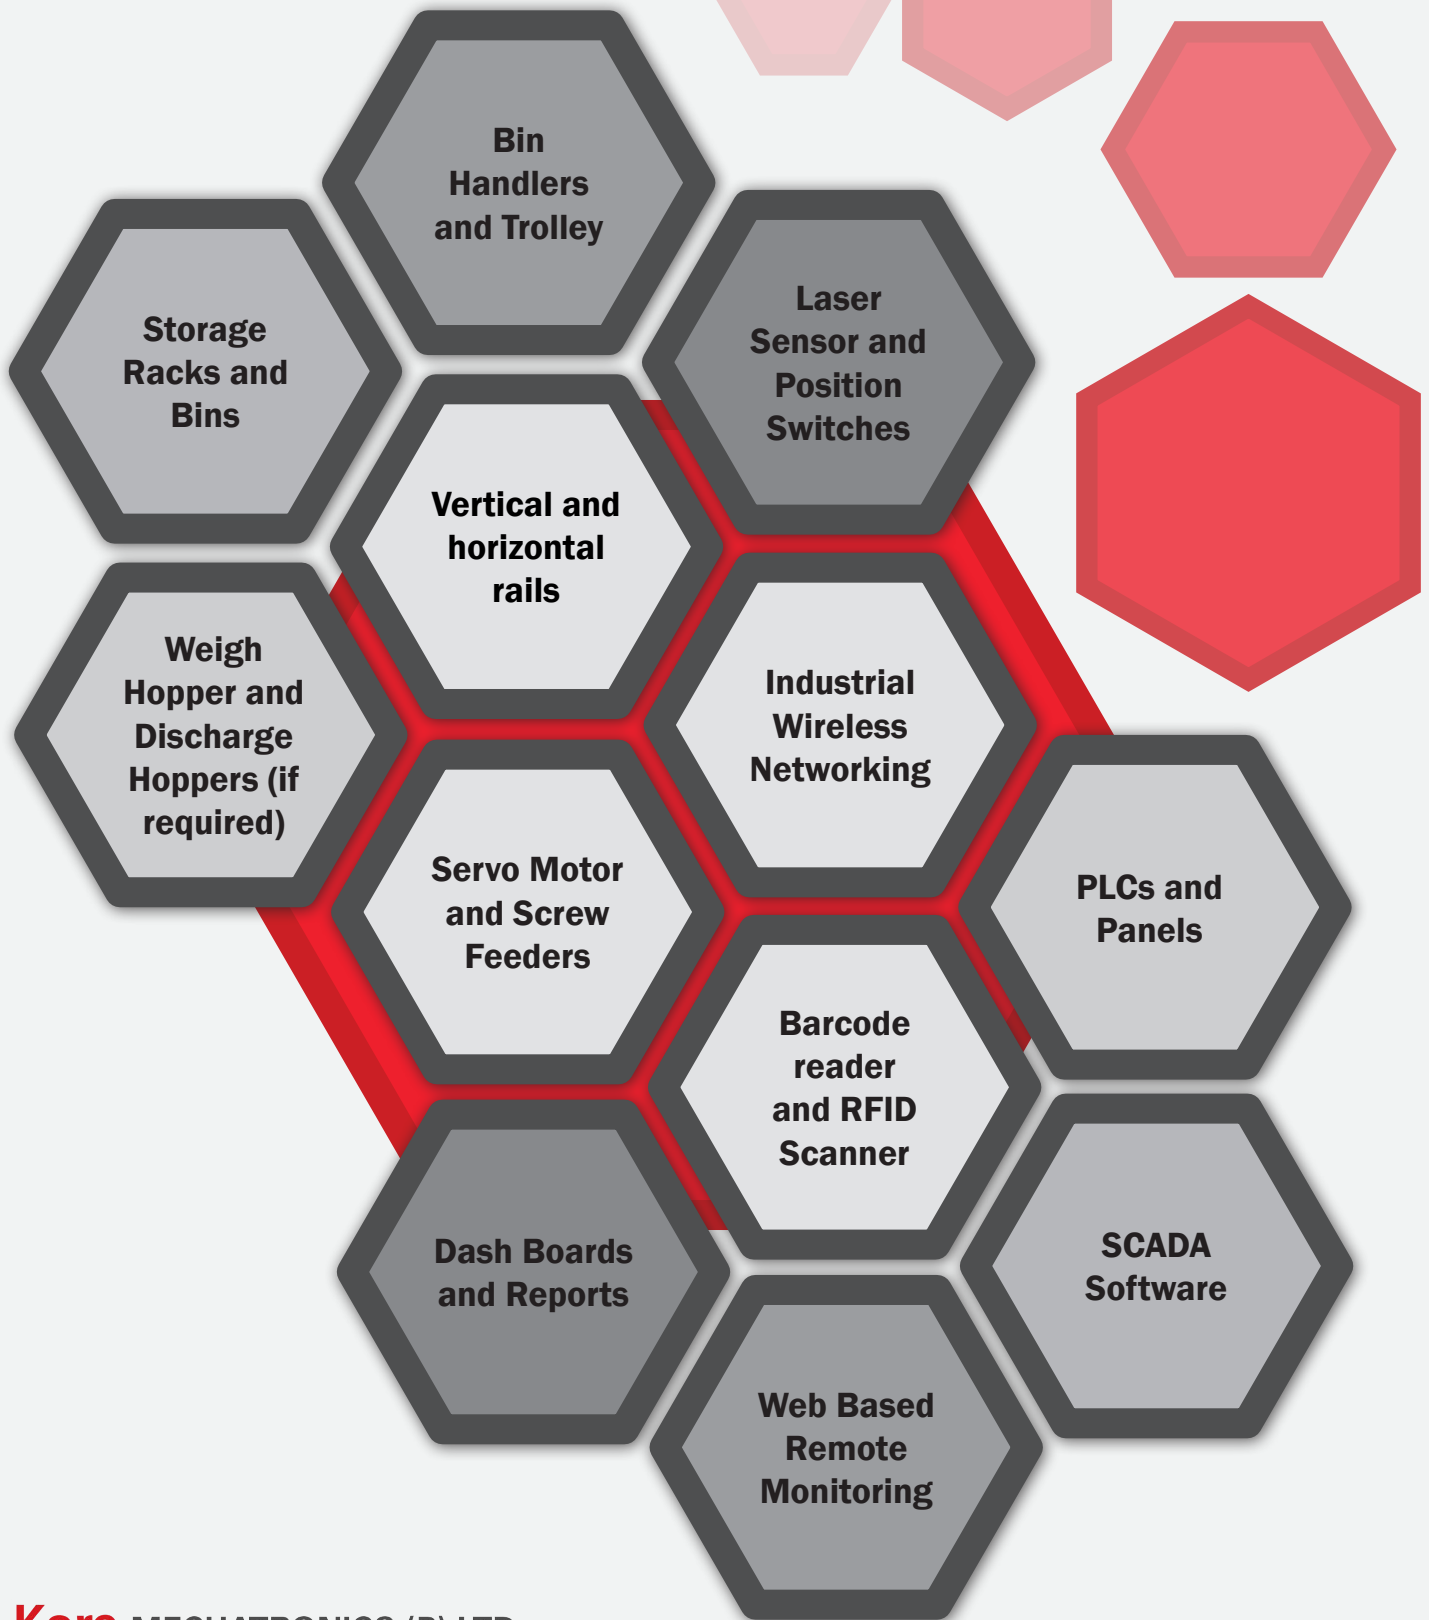 Bin
Handlers
and Trolley
Storage
Racks and
Bins
Laser
Sensor and
Position
Switches
Vertical and
horizontal
rails
Weigh
Hopper and
Discharge
Hoppers (if
required)
Industrial
Wireless
Networking
Servo Motor
and Screw
Feeders
PLCs and
Panels
Barcode
reader
and RFID
Scanner
Dash Boards
and Reports
SCADA
Software
Web Based
Remote
Monitoring
MECHATRONICS (P) LTD